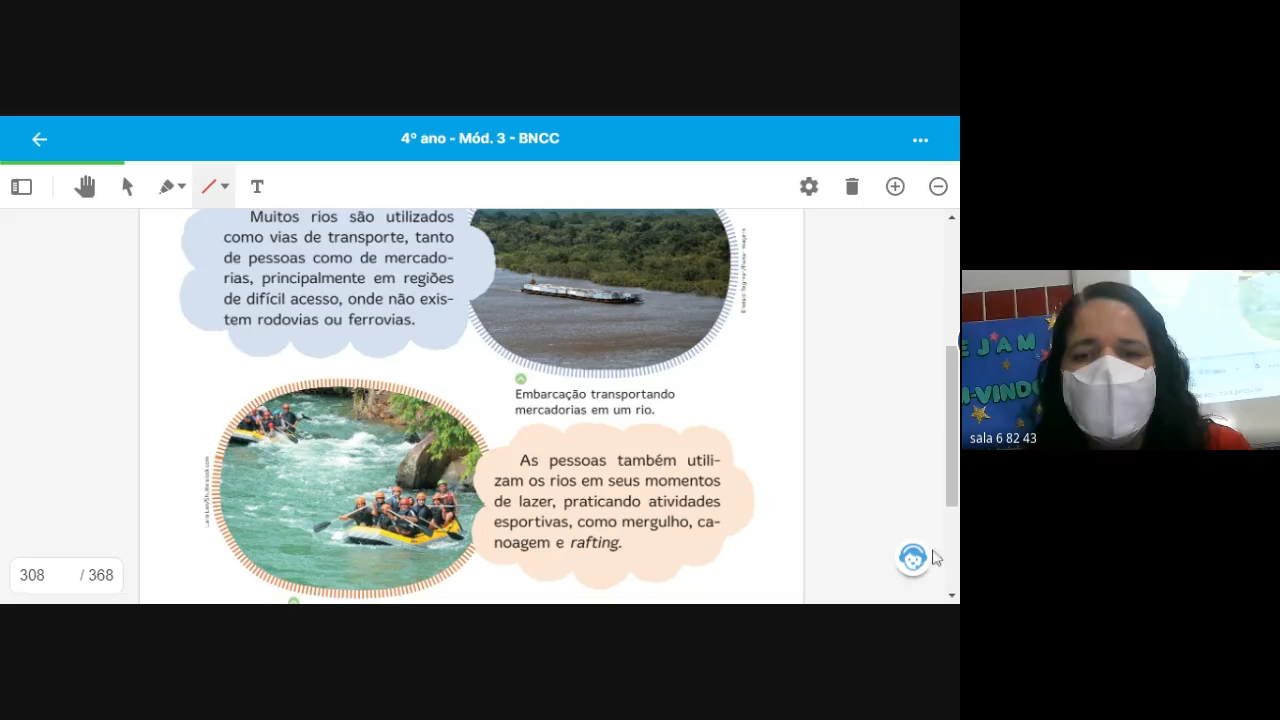 4º ano - Mód. 3 - BNCC
T
Muitos rios são utilizados
como vias de transporte, tanto
de pessoas como de mercado-
rias, principalmente em regiões
de difícil acesso, onde não exis-
tem rodovias ou ferrovias.
Embarcação transportando
mercadorias em um rio.
As pessoas também utili-
zam os rios em seus momentos
de lazer, praticando atividades
esportivas, como mergulho, ca-
noagem e rafting.
308 / 368
E JAM
-VINDO
sala 6 82 43